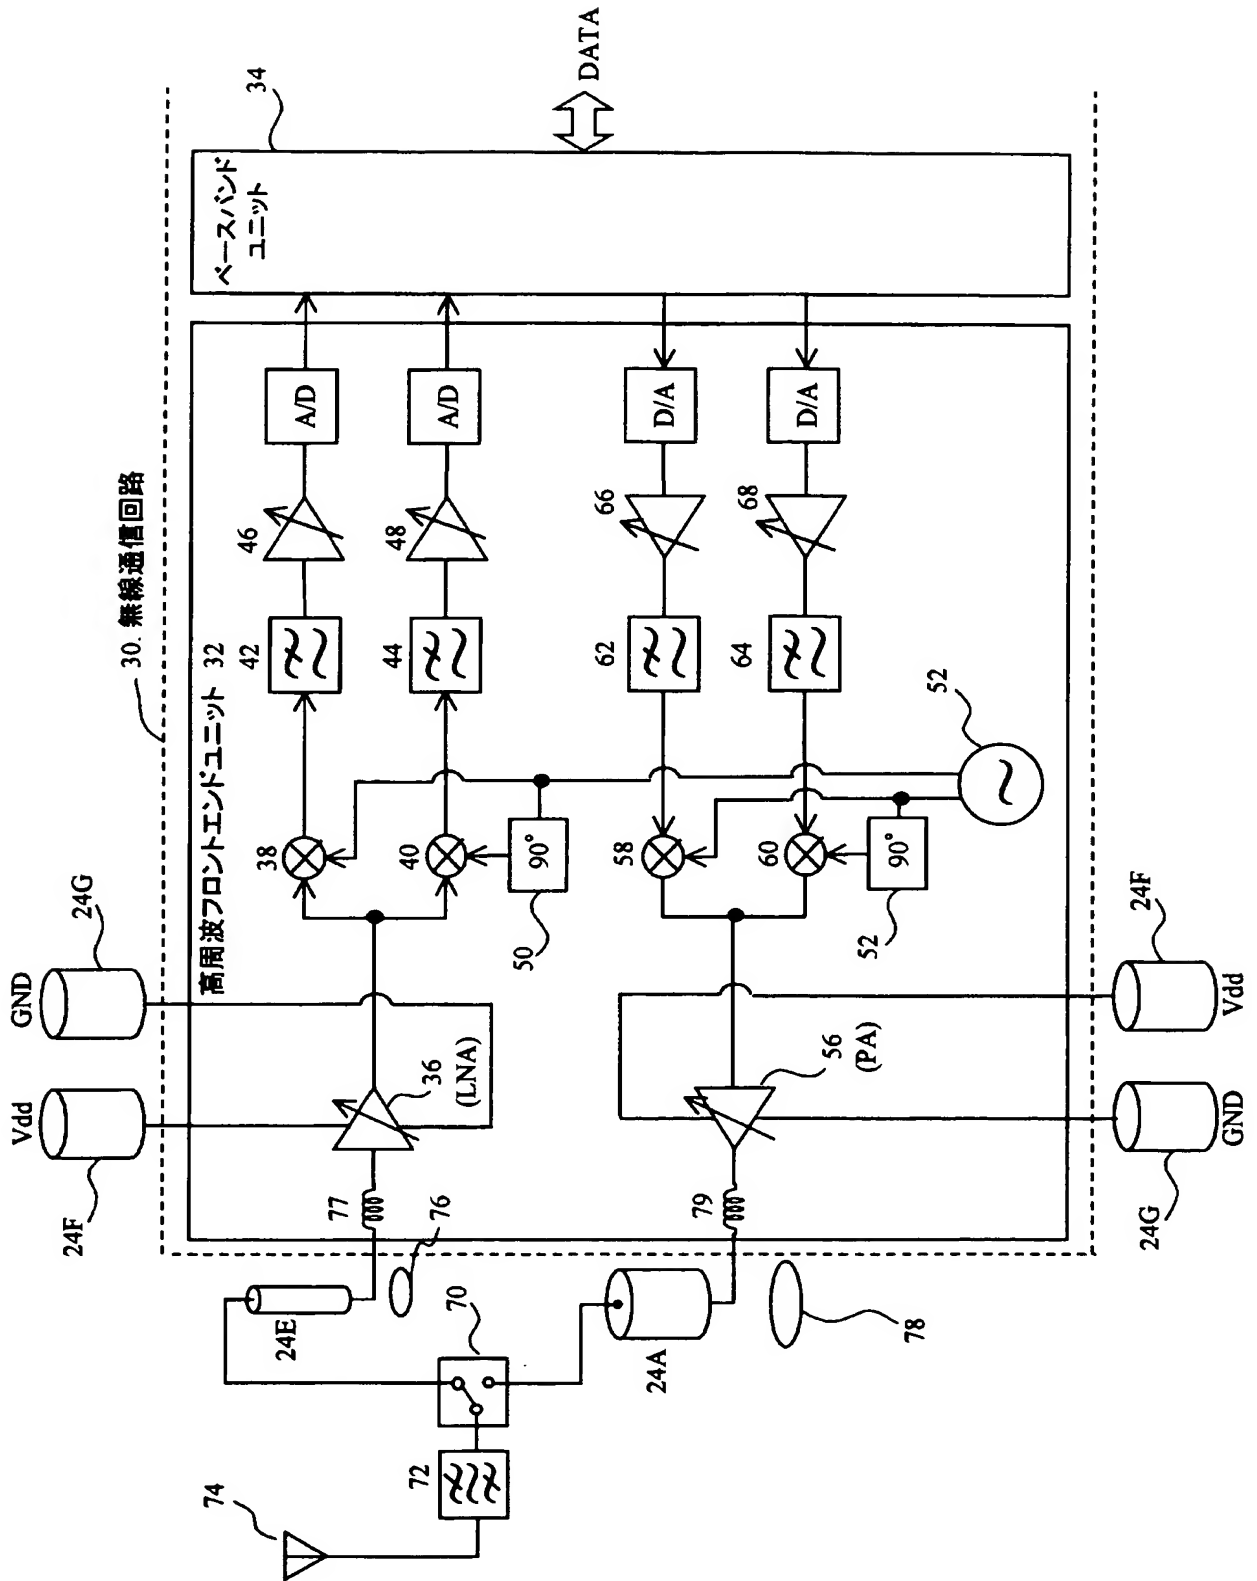 30. 無線通信回路
34
ベースバンド
ユニット
DATA
高周波フロントエンドユニット 32
GND
24G
Vdd
24F
42
46
A/D
44
48
A/D
38
40
90°
50
36
(LNA)
77
76
24E
70
72
74
24A
78
79
62
66
D/A
64
68
D/A
58
60
90°
52
52
56
(PA)
24F
Vdd
24G
GND